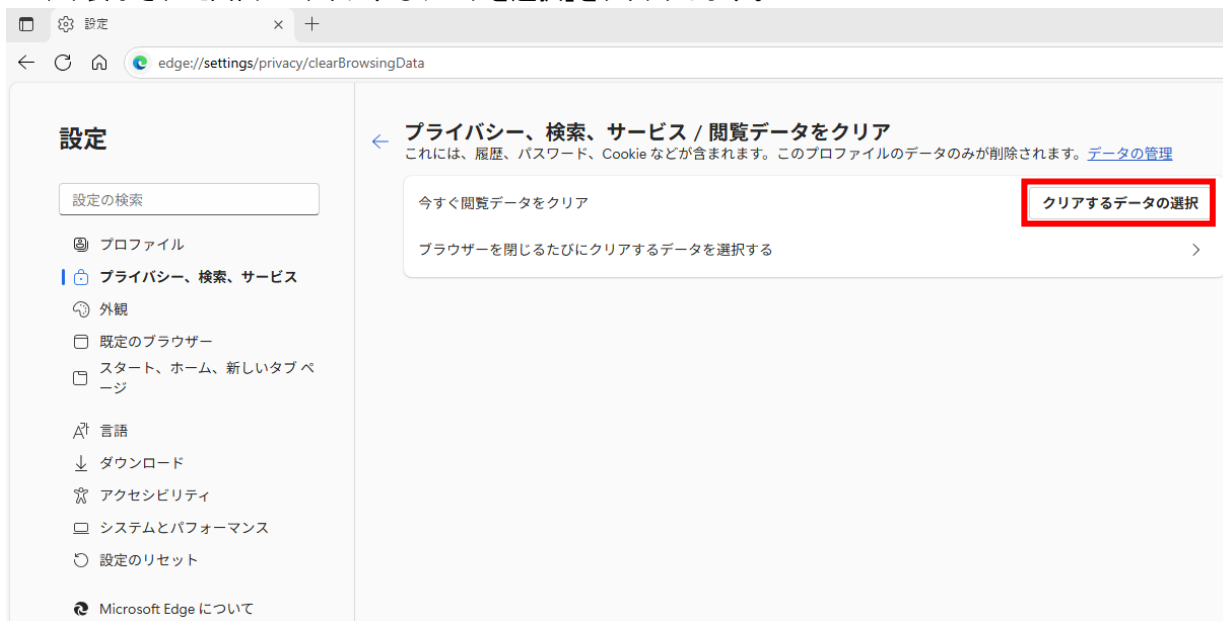 設定
edge://settings/privacy/clearBrowsingData
設定
設定の検索
プロファイル
プライバシー、検索、サービス
外観
既定のブラウザー
スタート、ホーム、新しいタブ ペ
ージ
言語
ダウンロード
アクセシビリティ
システムとパフォーマンス
設定のリセット
Microsoft Edge について
プライバシー、検索、サービス / 閲覧データをクリア
これには、履歴、パスワード、Cookie などが含まれます。このプロファイルのデータのみが削除されます。データの管理
今すぐ閲覧データをクリア
クリアするデータの選択
ブラウザーを閉じるたびにクリアするデータを選択する